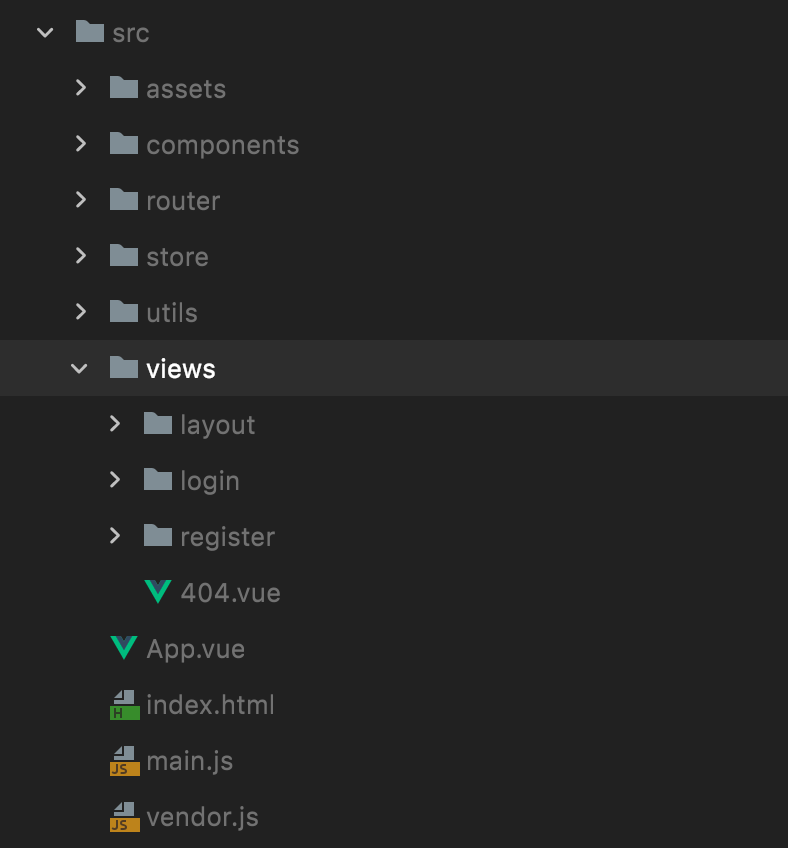 src
assets
components
router
store
utils
views
layout
login
register
404.vue
App.vue
H index.html
JS main.js
JS vendor.js